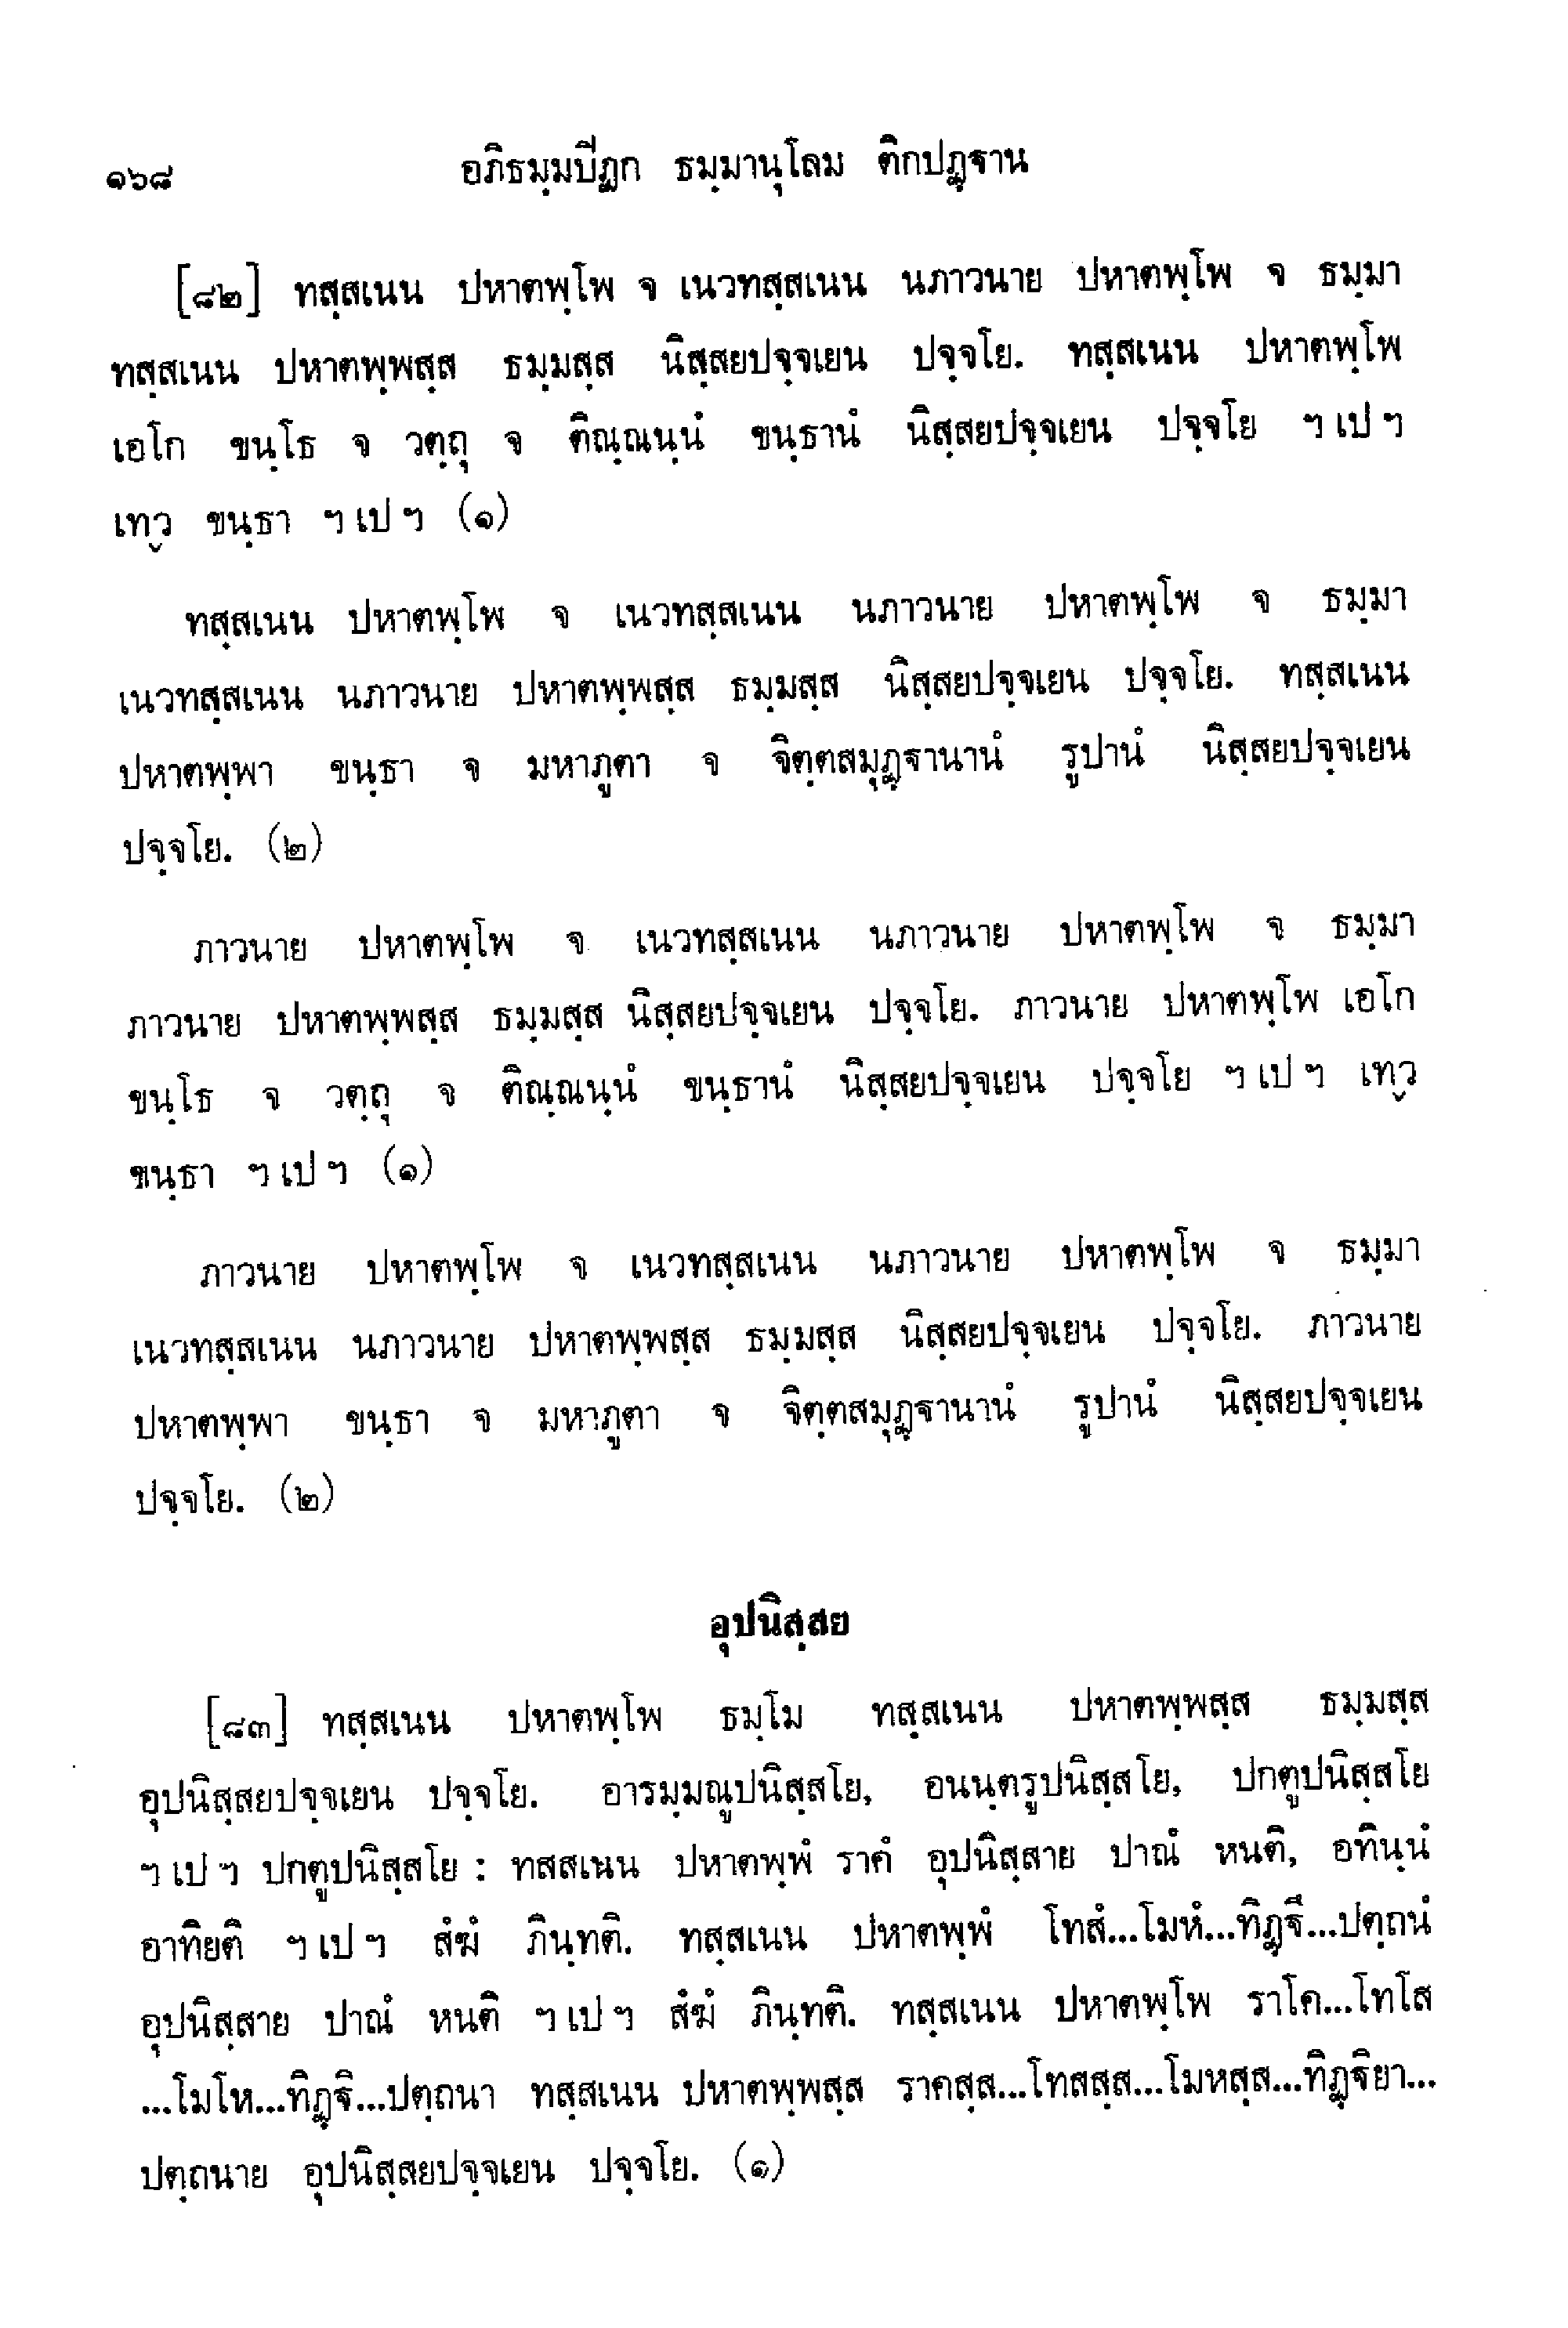 ๑๖๘ อภิธมฺมปิฏก ธมฺมานุโลม ติกปฏฺฐาน
[๘๒] ทสฺสเนน ปหาตพฺโพ จ เนวทสฺสเนน นภาวนาย ปหาตพฺโพ จ ธมฺมา
ทสฺสเนน ปหาตพฺพสฺส ธมฺมสฺส นิสฺสยปจฺจเยน ปจฺจโย. ทสฺสเนน ปหาตพฺโพ
เอโก ขนฺโธ จ วตฺถุ จ ติณฺณนฺนํ ขนฺธานํ นิสฺสยปจฺจเยน ปจฺจโย ฯ เป ฯ
เทฺว ขนฺธา ฯ เป ฯ (๑)
ทสฺสเนน ปหาตพฺโพ จ เนวทสฺสเนน นภาวนาย ปหาตพฺโพ จ ธมฺมา
เนวทสฺสเนน นภาวนาย ปหาตพฺพสฺส ธมฺมสฺส นิสฺสยปจฺจเยน ปจฺจโย. ทสฺสเนน
ปหาตพฺพา ขนฺธา จ มหาภูตา จ จิตฺตสมุฏฺฐานานํ รูปานํ นิสฺสยปจฺจเยน
ปจฺจโย. (๒)
ภาวนาย ปหาตพฺโพ จ เนวทสฺสเนน นภาวนาย ปหาตพฺโพ จ ธมฺมา
ภาวนาย ปหาตพฺพสฺส ธมฺมสฺส นิสฺสยปจฺจเยน ปจฺจโย. ภาวนาย ปหาตพฺโพ เอโก
ขนฺโธ จ วตฺถุ จ ติณฺณนฺนํ ขนฺธานํ นิสฺสยปจฺจเยน ปจฺจโย ฯ เป ฯ เทฺว
ขนฺธา ฯ เป ฯ (๑)
ภาวนาย ปหาตพฺโพ จ เนวทสฺสเนน นภาวนาย ปหาตพฺโพ จ ธมฺมา
เนวทสฺสเนน นภาวนาย ปหาตพฺพสฺส ธมฺมสฺส นิสฺสยปจฺจเยน ปจฺจโย. ภาวนาย
ปหาตพฺพา ขนฺธา จ มหาภูตา จ จิตฺตสมุฏฺฐานานํ รูปานํ นิสฺสยปจฺจเยน
ปจฺจโย. (๒)
อุปนิสฺสย
[๘๓] ทสฺสเนน ปหาตพฺโพ ธมฺโม ทสฺสเนน ปหาตพฺพสฺส ธมฺมสฺส
อุปนิสฺสยปจฺจเยน ปจฺจโย. อารมฺมณูปนิสฺสโย, อนนฺตรูปนิสฺสโย, ปกตูปนิสฺสโย
ฯ เป ฯ ปกตูปนิสฺสโย : ทสสเนน ปหาตพฺพํ ราคํ อุปนิสฺสาย ปาณํ หนติ, อทินฺนํ
อาทิยติ ฯ เป ฯ สํฆํ ภินฺทติ. ทสฺสเนน ปหาตพฺพํ โทสํ...โมหํ...ทิฏฺฐึ...ปตฺถนํ
อุปนิสฺสาย ปาณํ หนติ ฯ เป ฯ สํฆํ ภินฺทติ. ทสฺสเนน ปหาตพฺโพ ราโค...โทโส
...โมโห...ทิฏฺฐิ...ปตฺถนา ทสฺสเนน ปหาตพฺพสฺส ราคสฺส...โทสสฺส...โมหสฺส...ทิฏฺฐิยา...
ปตฺถนาย อุปนิสฺสยปจฺจเยน ปจฺจโย. (๑)